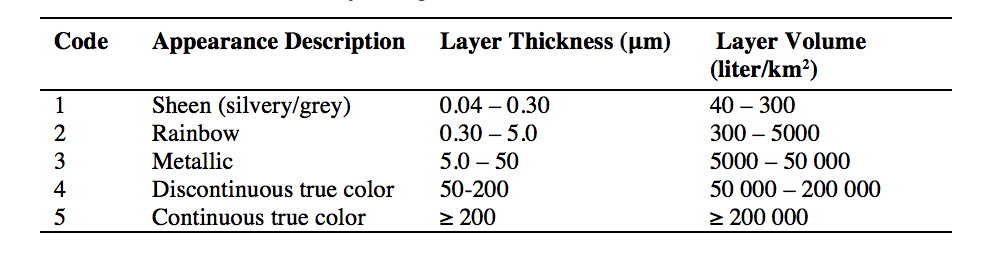 Code Appearance Description Layer Thickness (µm) Layer Volume
(liter/km²)
1 Sheen (silvery/grey) 0.04 – 0.30 40 – 300
2 Rainbow 0.30 – 5.0 300 – 5000
3 Metallic 5.0 – 50 5000 – 50 000
4 Discontinuous true color 50-200 50 000 – 200 000
5 Continuous true color ≥ 200 ≥ 200 000